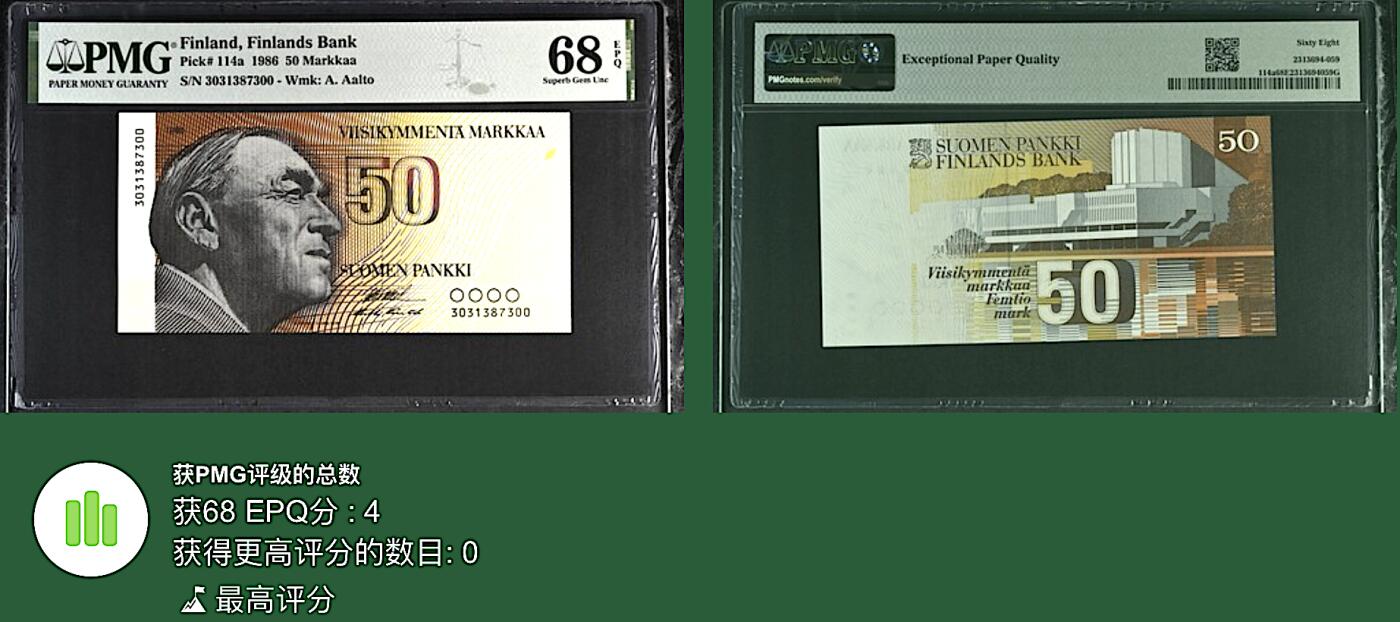 PMG
PAPER MONEY GUARANTY
Finland, Finlands Bank
Pick# 114a 1986 50 Markkaa
S/N 3031387300 - Wmk: A. Aalto
68
EPQ
Superb Gem Unc
3031387300
VIISIKYMMENTÄ MARKKAA
50
SUOMEN PANKKI
3031387300
PMG
PMGnotes.com/verify
Exceptional Paper Quality
Sixty Eight
2313694-059
114a68E2313694059G
SUOMEN PANKKI
FINLANDS BANK
50
Viisikymmentä
markkaa
Femtio
mark
50
获PMG评级的总数
获68 EPQ分 : 4
获得更高评分的数目: 0
最高评分